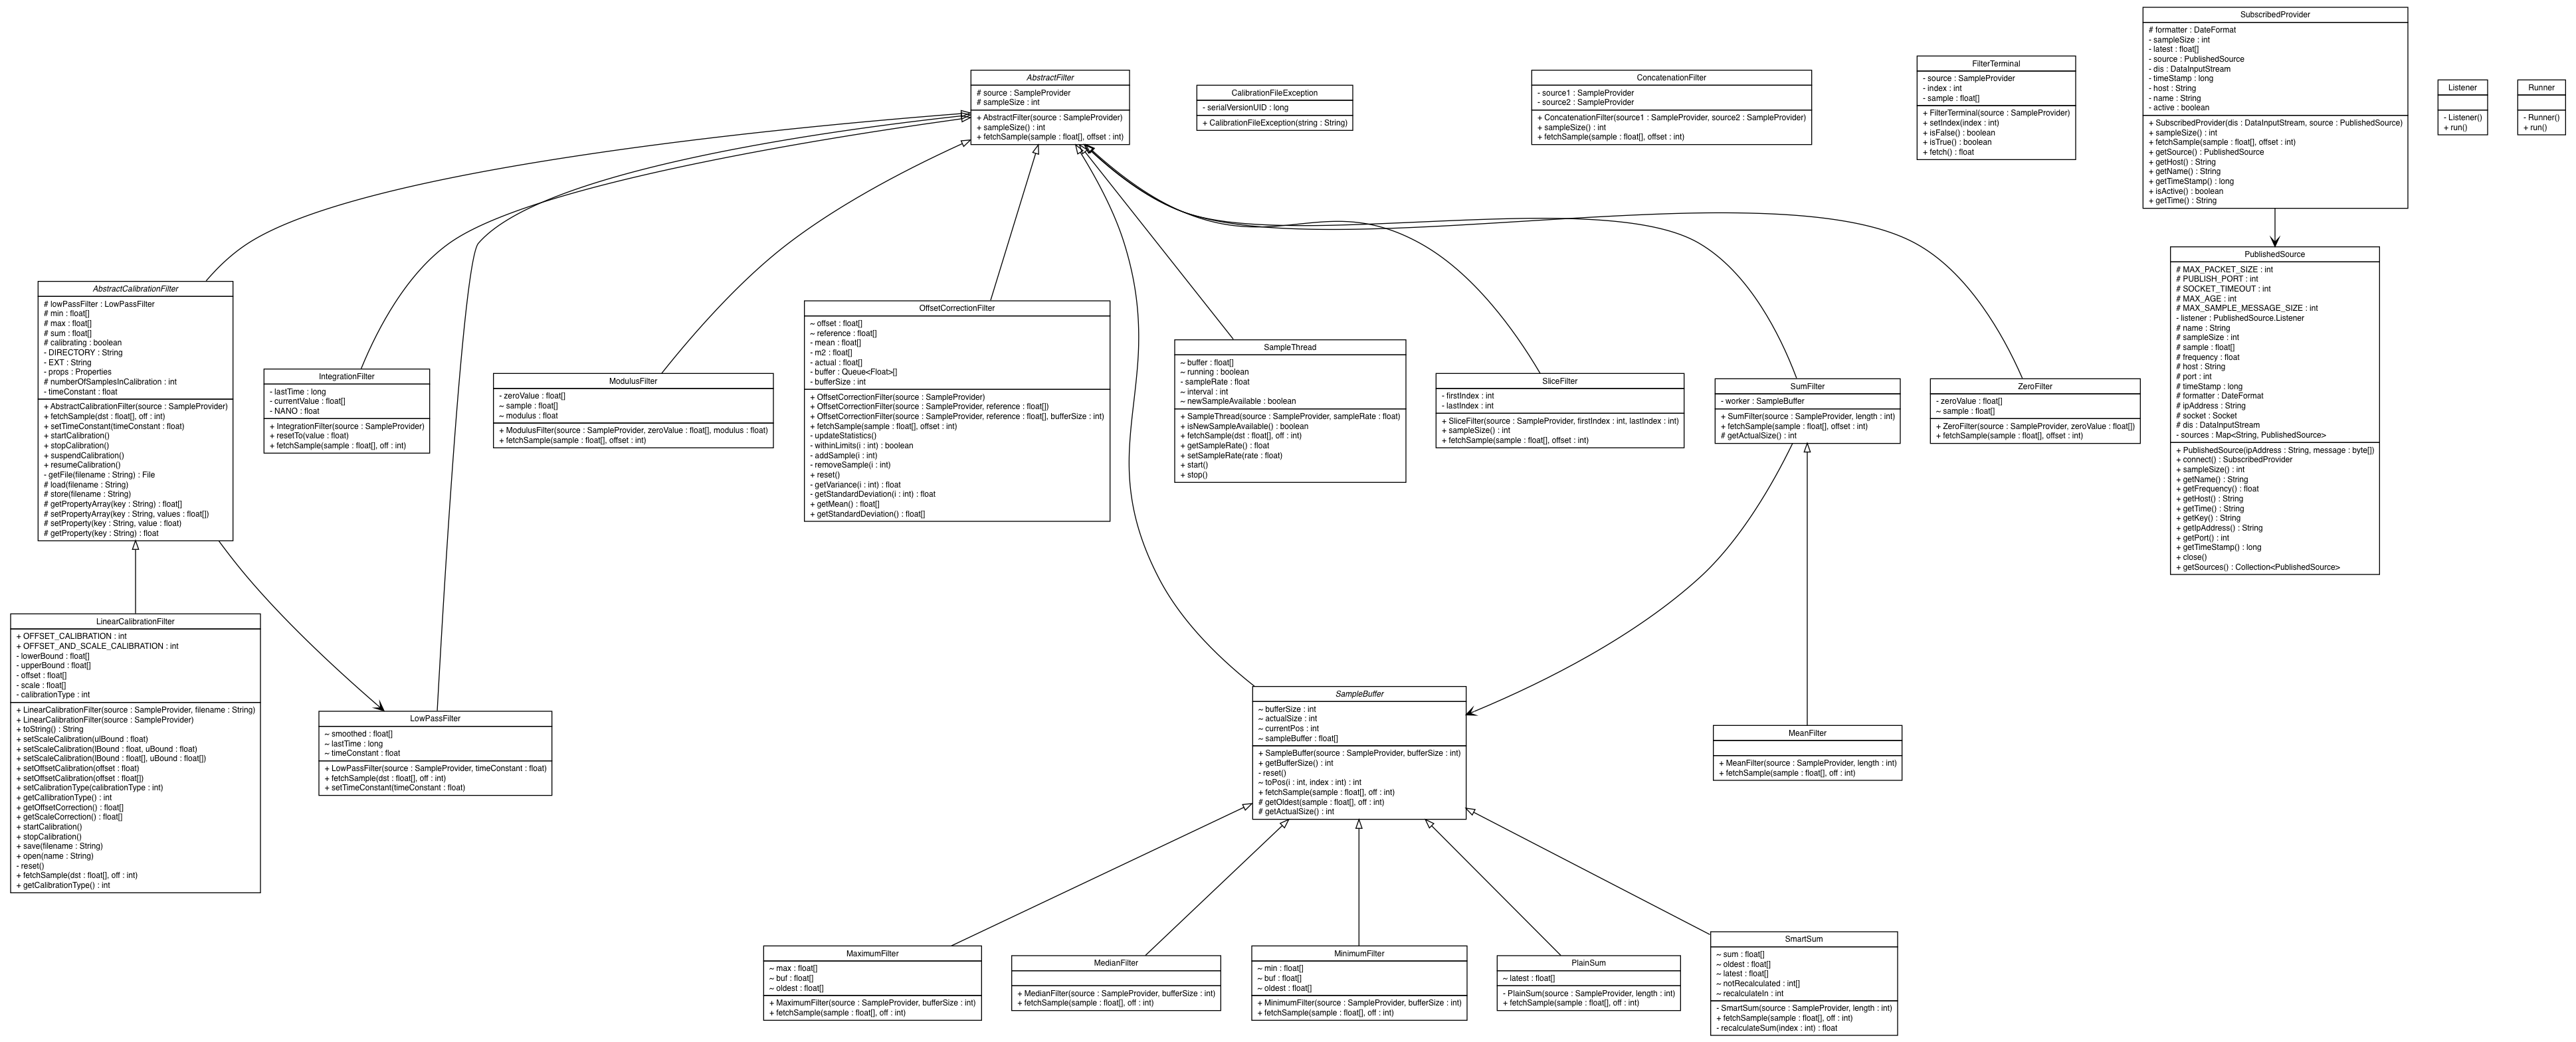 SubscribedProvider
# formatter : DateFormat
- sampleSize : int
- latest : float[]
- source : PublishedSource
- dis : DataInputStream
- timeStamp : long
- host : String
- name : String
- active : boolean
+ SubscribedProvider(dis : DataInputStream, source : PublishedSource)
+ sampleSize() : int
+ fetchSample(sample : float[], offset : int)
+ getSource() : PublishedSource
+ getHost() : String
+ getName() : String
+ getTimeStamp() : long
+ isActive() : boolean
+ getTime() : String
AbstractFilter
# source : SampleProvider
# sampleSize : int
+ AbstractFilter(source : SampleProvider)
+ sampleSize() : int
+ fetchSample(sample : float[], offset : int)
CalibrationFileException
- serialVersionUID : long
+ CalibrationFileException(string : String)
ConcatenationFilter
- source1 : SampleProvider
- source2 : SampleProvider
+ ConcatenationFilter(source1 : SampleProvider, source2 : SampleProvider)
+ sampleSize() : int
+ fetchSample(sample : float[], offset : int)
FilterTerminal
- source : SampleProvider
- index : int
- sample : float[]
+ FilterTerminal(source : SampleProvider)
+ setIndex(index : int)
+ isFalse() : boolean
+ isTrue() : boolean
+ fetch() : float
Listener
- Listener()
+ run()
Runner
- Runner()
+ run()
PublishedSource
# MAX_PACKET_SIZE : int
# PUBLISH_PORT : int
# SOCKET_TIMEOUT : int
# MAX_AGE : int
# MAX_SAMPLE_MESSAGE_SIZE : int
- listener : PublishedSource.Listener
# name : String
# sampleSize : int
# sample : float[]
# frequency : float
# host : String
# port : int
# timeStamp : long
# formatter : DateFormat
# ipAddress : String
# socket : Socket
# dis : DataInputStream
- sources : Map<String, PublishedSource>
+ PublishedSource(ipAddress : String, message : byte[])
+ connect() : SubscribedProvider
+ sampleSize() : int
+ getName() : String
+ getFrequency() : float
+ getHost() : String
+ getTime() : String
+ getKey() : String
+ getIpAddress() : String
+ getPort() : int
+ getTimeStamp() : long
+ close()
+ getSources() : Collection<PublishedSource>
AbstractCalibrationFilter
# lowPassFilter : LowPassFilter
# min : float[]
# max : float[]
# sum : float[]
# calibrating : boolean
- DIRECTORY : String
- EXT : String
- props : Properties
# numberOfSamplesInCalibration : int
- timeConstant : float
+ AbstractCalibrationFilter(source : SampleProvider)
+ fetchSample(dst : float[], off : int)
+ setTimeConstant(timeConstant : float)
+ startCalibration()
+ stopCalibration()
+ suspendCalibration()
+ resumeCalibration()
- getFile(filename : String) : File
# load(filename : String)
# store(filename : String)
# getPropertyArray(key : String) : float[]
# setPropertyArray(key : String, values : float[])
# setProperty(key : String, value : float)
# getProperty(key : String) : float
IntegrationFilter
- lastTime : long
- currentValue : float[]
- NANO : float
+ IntegrationFilter(source : SampleProvider)
+ resetTo(value : float)
+ fetchSample(sample : float[], off : int)
ModulusFilter
- zeroValue : float[]
~ sample : float[]
~ modulus : float
+ ModulusFilter(source : SampleProvider, zeroValue : float[], modulus : float)
+ fetchSample(sample : float[], offset : int)
OffsetCorrectionFilter
~ offset : float[]
~ reference : float[]
- mean : float[]
- m2 : float[]
- actual : float[]
- buffer : Queue<Float>[]
- bufferSize : int
+ OffsetCorrectionFilter(source : SampleProvider)
+ OffsetCorrectionFilter(source : SampleProvider, reference : float[])
+ OffsetCorrectionFilter(source : SampleProvider, reference : float[], bufferSize : int)
+ fetchSample(sample : float[], offset : int)
- updateStatistics()
- withinLimits(i : int) : boolean
- addSample(i : int)
- removeSample(i : int)
+ reset()
- getVariance(i : int) : float
- getStandardDeviation(i : int) : float
+ getMean() : float[]
+ getStandardDeviation() : float[]
SampleThread
~ buffer : float[]
~ running : boolean
- sampleRate : float
~ interval : int
~ newSampleAvailable : boolean
+ SampleThread(source : SampleProvider, sampleRate : float)
+ isNewSampleAvailable() : boolean
+ fetchSample(dst : float[], off : int)
+ getSampleRate() : float
+ setSampleRate(rate : float)
+ start()
+ stop()
SliceFilter
- firstIndex : int
- lastIndex : int
+ SliceFilter(source : SampleProvider, firstIndex : int, lastIndex : int)
+ sampleSize() : int
+ fetchSample(sample : float[], offset : int)
SumFilter
- worker : SampleBuffer
+ SumFilter(source : SampleProvider, length : int)
+ fetchSample(sample : float[], offset : int)
# getActualSize() : int
ZeroFilter
- zeroValue : float[]
~ sample : float[]
+ ZeroFilter(source : SampleProvider, zeroValue : float[])
+ fetchSample(sample : float[], offset : int)
LinearCalibrationFilter
+ OFFSET_CALIBRATION : int
+ OFFSET_AND_SCALE_CALIBRATION : int
- lowerBound : float[]
- upperBound : float[]
- offset : float[]
- scale : float[]
- calibrationType : int
+ LinearCalibrationFilter(source : SampleProvider, filename : String)
+ LinearCalibrationFilter(source : SampleProvider)
+ toString() : String
+ setScaleCalibration(ulBound : float)
+ setScaleCalibration(lBound : float, uBound : float)
+ setScaleCalibration(lBound : float[], uBound : float[])
+ setOffsetCalibration(offset : float)
+ setOffsetCalibration(offset : float[])
+ setCalibrationType(calibrationType : int)
+ getCallibrationType() : int
+ getOffsetCorrection() : float[]
+ getScaleCorrection() : float[]
+ startCalibration()
+ stopCalibration()
+ save(filename : String)
+ open(name : String)
- reset()
+ fetchSample(dst : float[], off : int)
+ getCalibrationType() : int
LowPassFilter
~ smoothed : float[]
~ lastTime : long
~ timeConstant : float
+ LowPassFilter(source : SampleProvider, timeConstant : float)
+ fetchSample(dst : float[], off : int)
+ setTimeConstant(timeConstant : float)
SampleBuffer
~ bufferSize : int
~ actualSize : int
~ currentPos : int
~ sampleBuffer : float[]
+ SampleBuffer(source : SampleProvider, bufferSize : int)
+ getBufferSize() : int
- reset()
~ toPos(i : int, index : int) : int
+ fetchSample(sample : float[], off : int)
# getOldest(sample : float[], off : int)
# getActualSize() : int
MeanFilter
+ MeanFilter(source : SampleProvider, length : int)
+ fetchSample(sample : float[], off : int)
MaximumFilter
~ max : float[]
~ buf : float[]
~ oldest : float[]
+ MaximumFilter(source : SampleProvider, bufferSize : int)
+ fetchSample(sample : float[], off : int)
MedianFilter
+ MedianFilter(source : SampleProvider, bufferSize : int)
+ fetchSample(sample : float[], off : int)
MinimumFilter
~ min : float[]
~ buf : float[]
~ oldest : float[]
+ MinimumFilter(source : SampleProvider, bufferSize : int)
+ fetchSample(sample : float[], off : int)
PlainSum
~ latest : float[]
- PlainSum(source : SampleProvider, length : int)
+ fetchSample(sample : float[], off : int)
SmartSum
~ sum : float[]
~ oldest : float[]
~ latest : float[]
~ notRecalculated : int[]
~ recalculateIn : int
- SmartSum(source : SampleProvider, length : int)
+ fetchSample(sample : float[], off : int)
- recalculateSum(index : int) : float